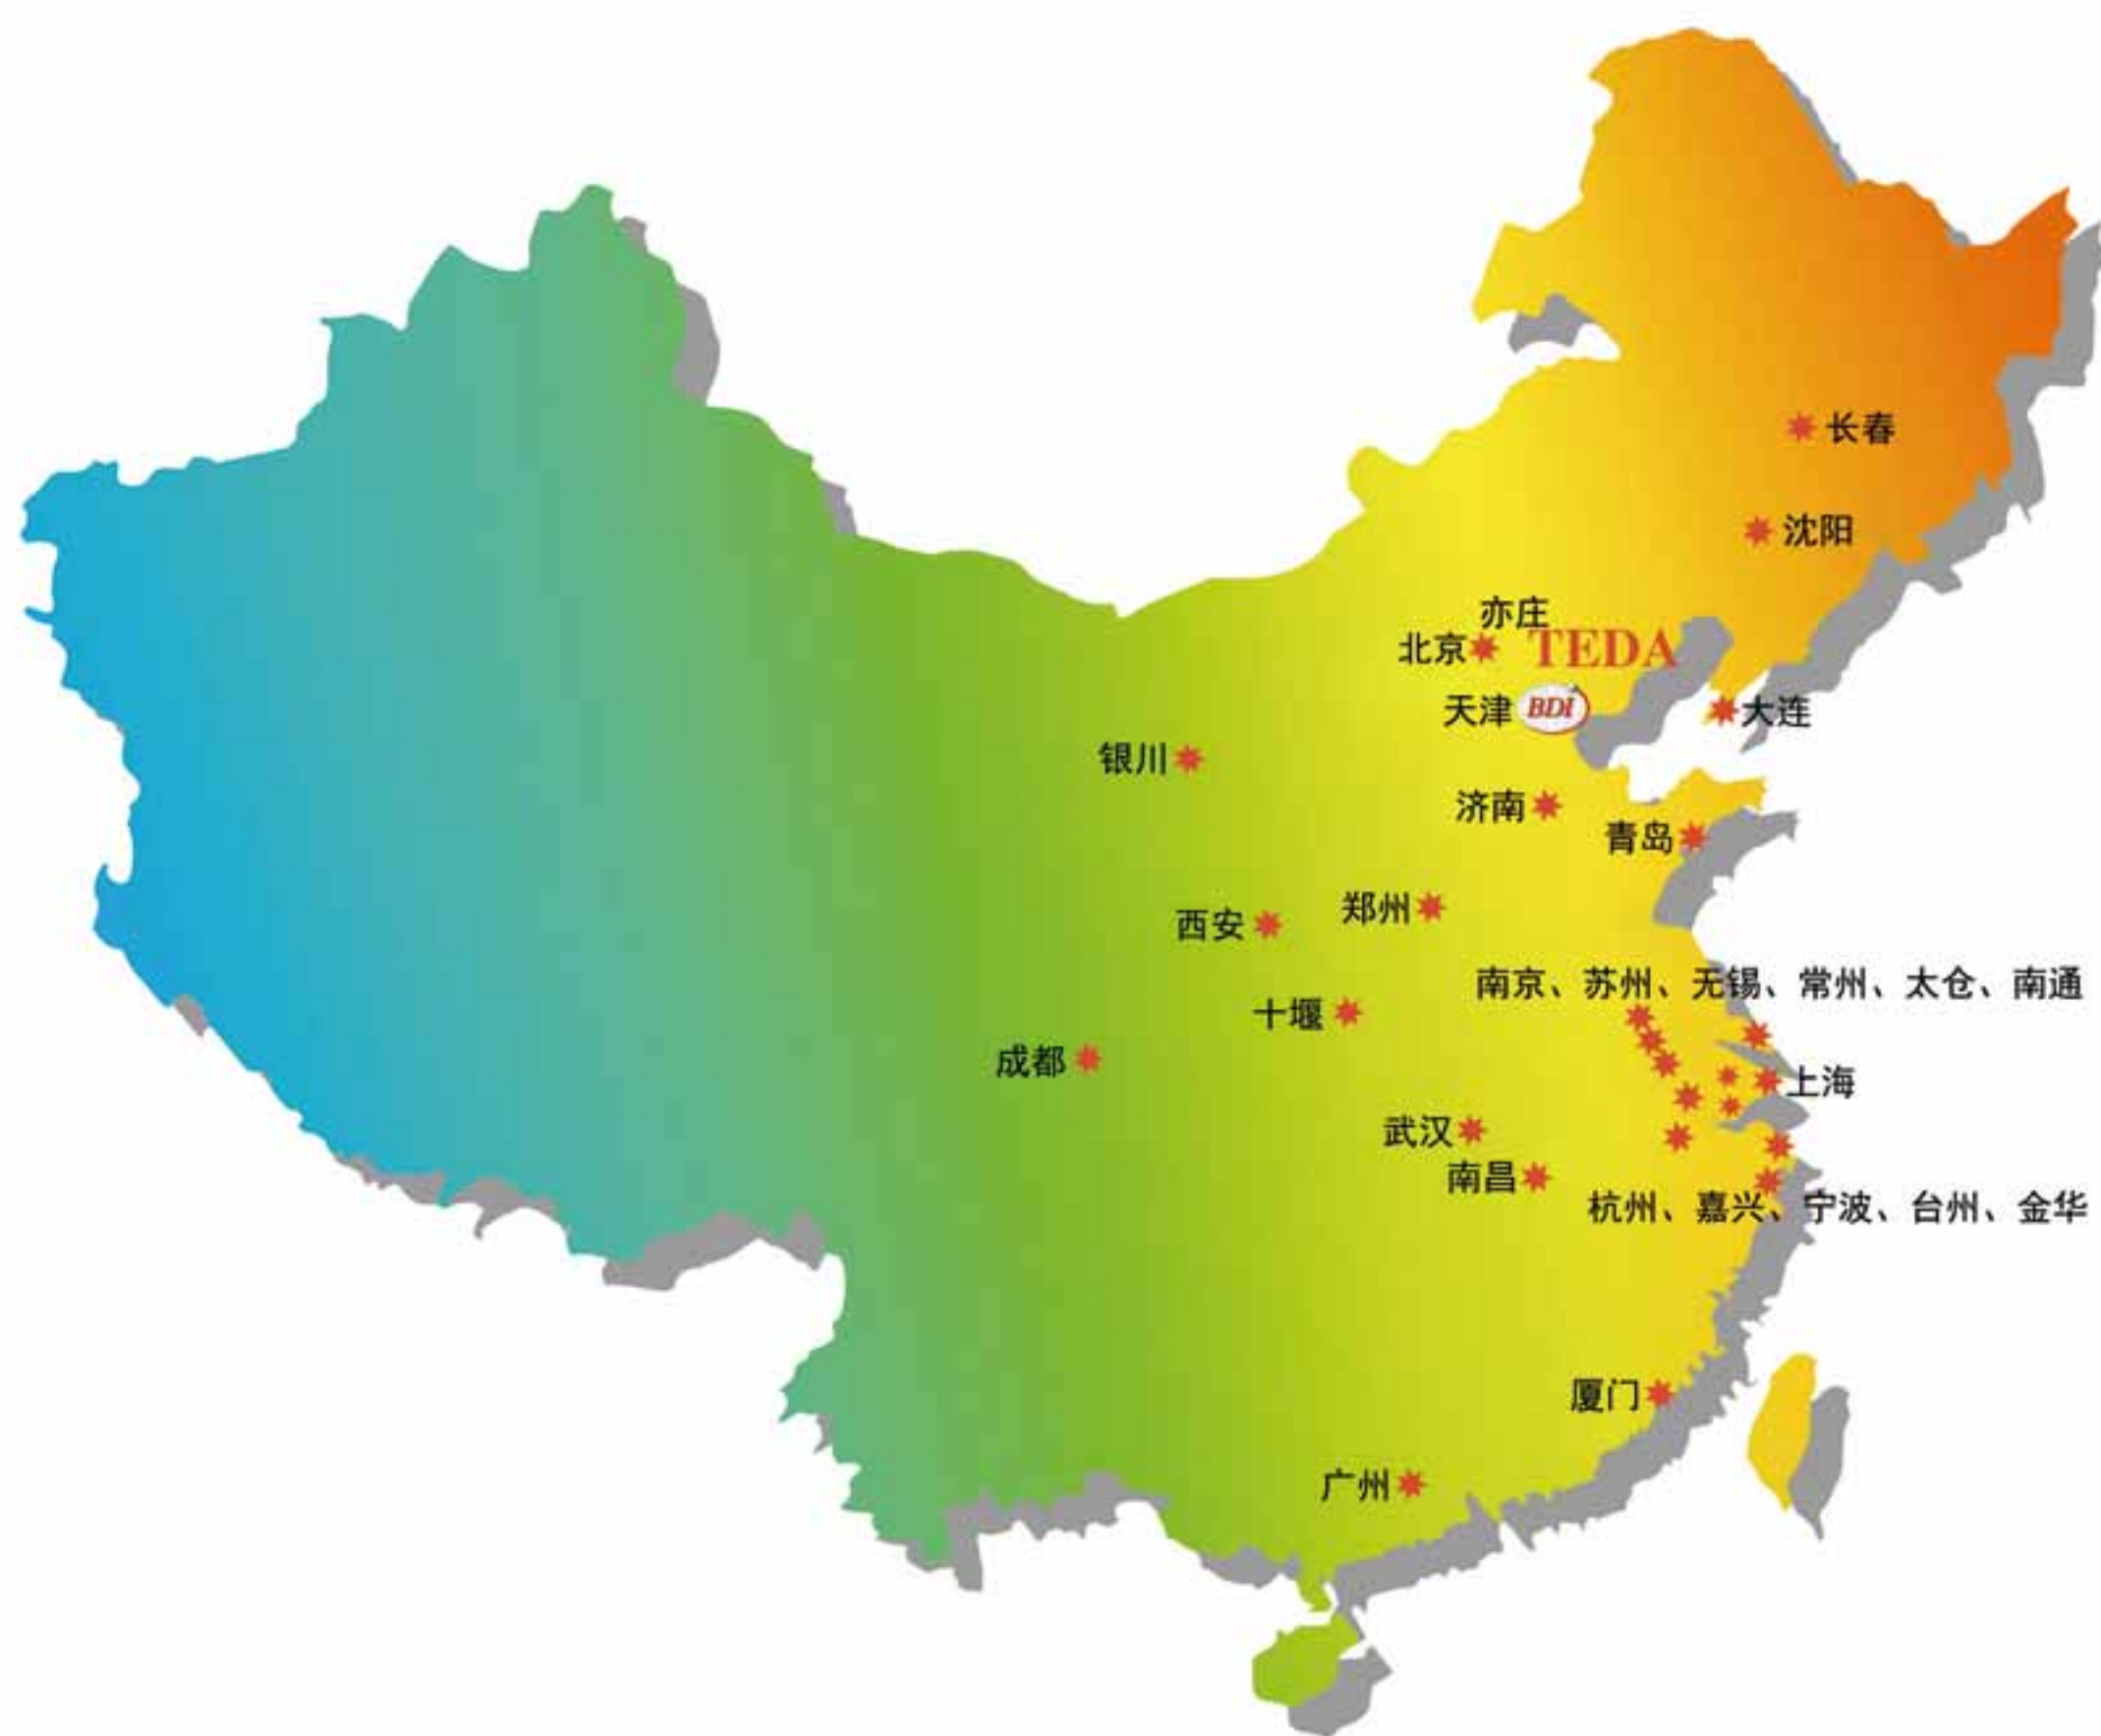 长春
沈阳
亦庄
北京 TEDA
天津 BDI
大连
银川
济南
青岛
郑州
西安
南京、苏州、无锡、常州、太仓、南通
十堰
成都
上海
武汉
南昌
杭州、嘉兴、宁波、台州、金华
厦门
广州